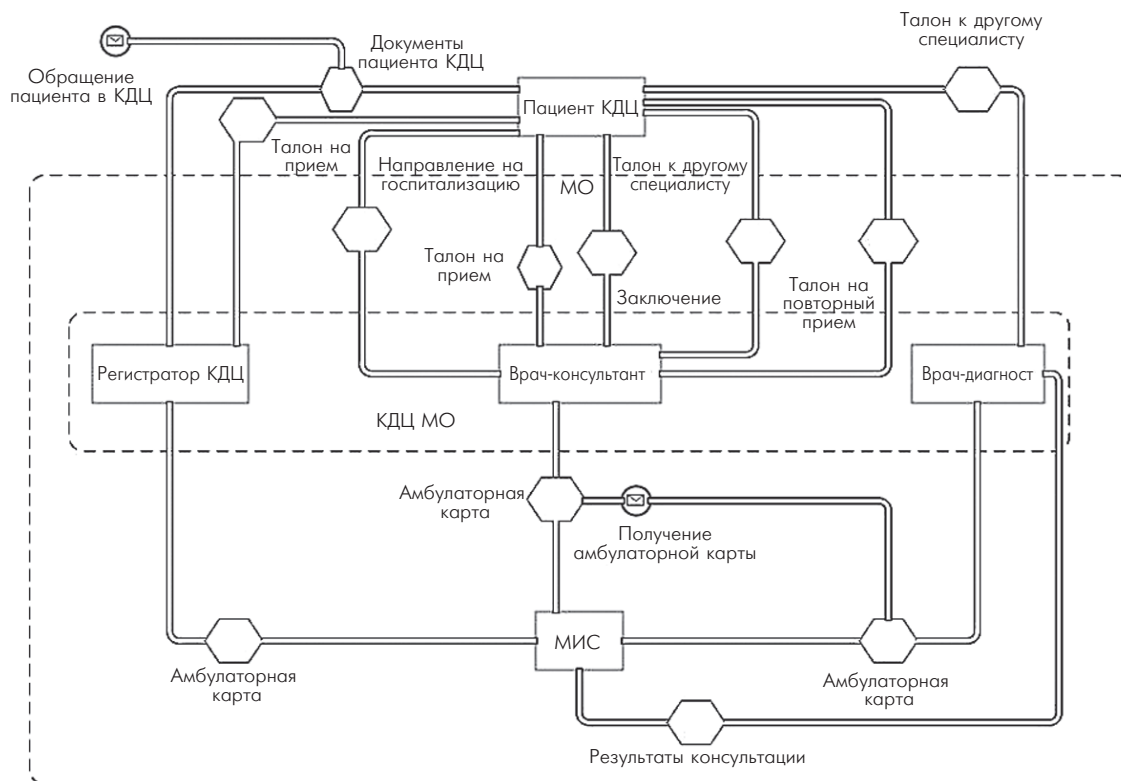 Талон к другому
специалисту
Документы
пациента КДЦ
Обращение
пациента в КДЦ
Пациент КДЦ
Талон на
прием
Направление на
госпитализацию
МО
Талон к другому
специалисту
Талон на
прием
Заключение
Талон на
повторный
прием
Регистратор КДЦ
Врач-консультант
Врач-диагност
КДЦ МО
Амбулаторная
карта
Получение
амбулаторной карты
МИС
Амбулаторная
карта
Амбулаторная
карта
Результаты консультации